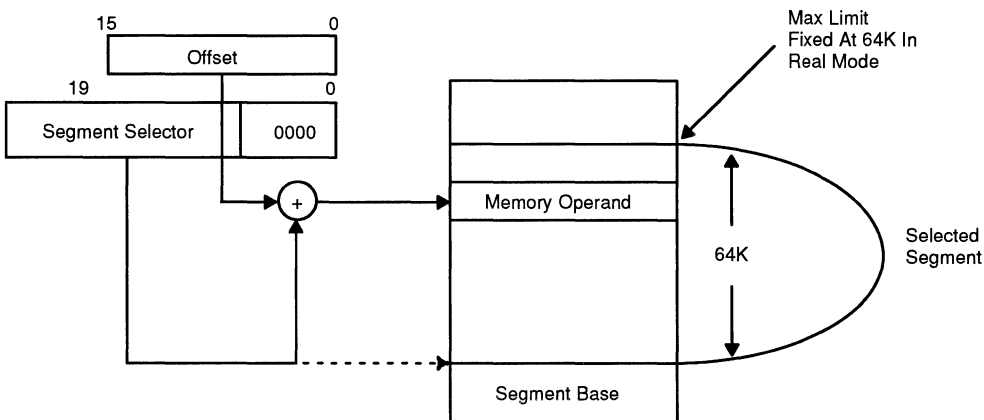 15 0
Offset
19 0
Segment Selector 0000
+
Max Limit
Fixed At 64K In
Real Mode
Memory Operand
64K
Selected
Segment
Segment Base